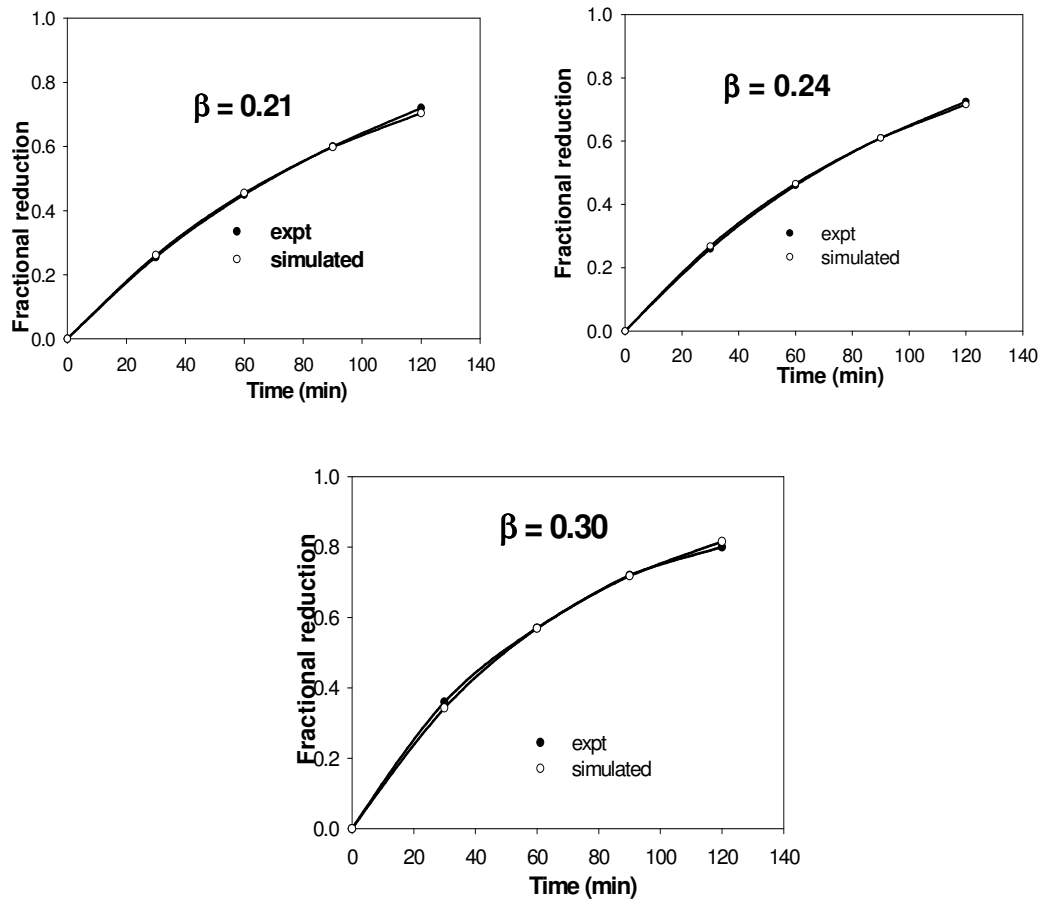 1.0
0.8
0.6
0.4
0.2
0.0
Fractional reduction
β = 0.21
expt
simulated
0 20 40 60 80 100 120 140
Time (min)
1.0
0.8
0.6
0.4
0.2
0.0
Fractional reduction
β = 0.24
expt
simulated
0 20 40 60 80 100 120 140
Time (min)
1.0
0.8
0.6
0.4
0.2
0.0
Fractional reduction
β = 0.30
expt
simulated
0 20 40 60 80 100 120 140
Time (min)